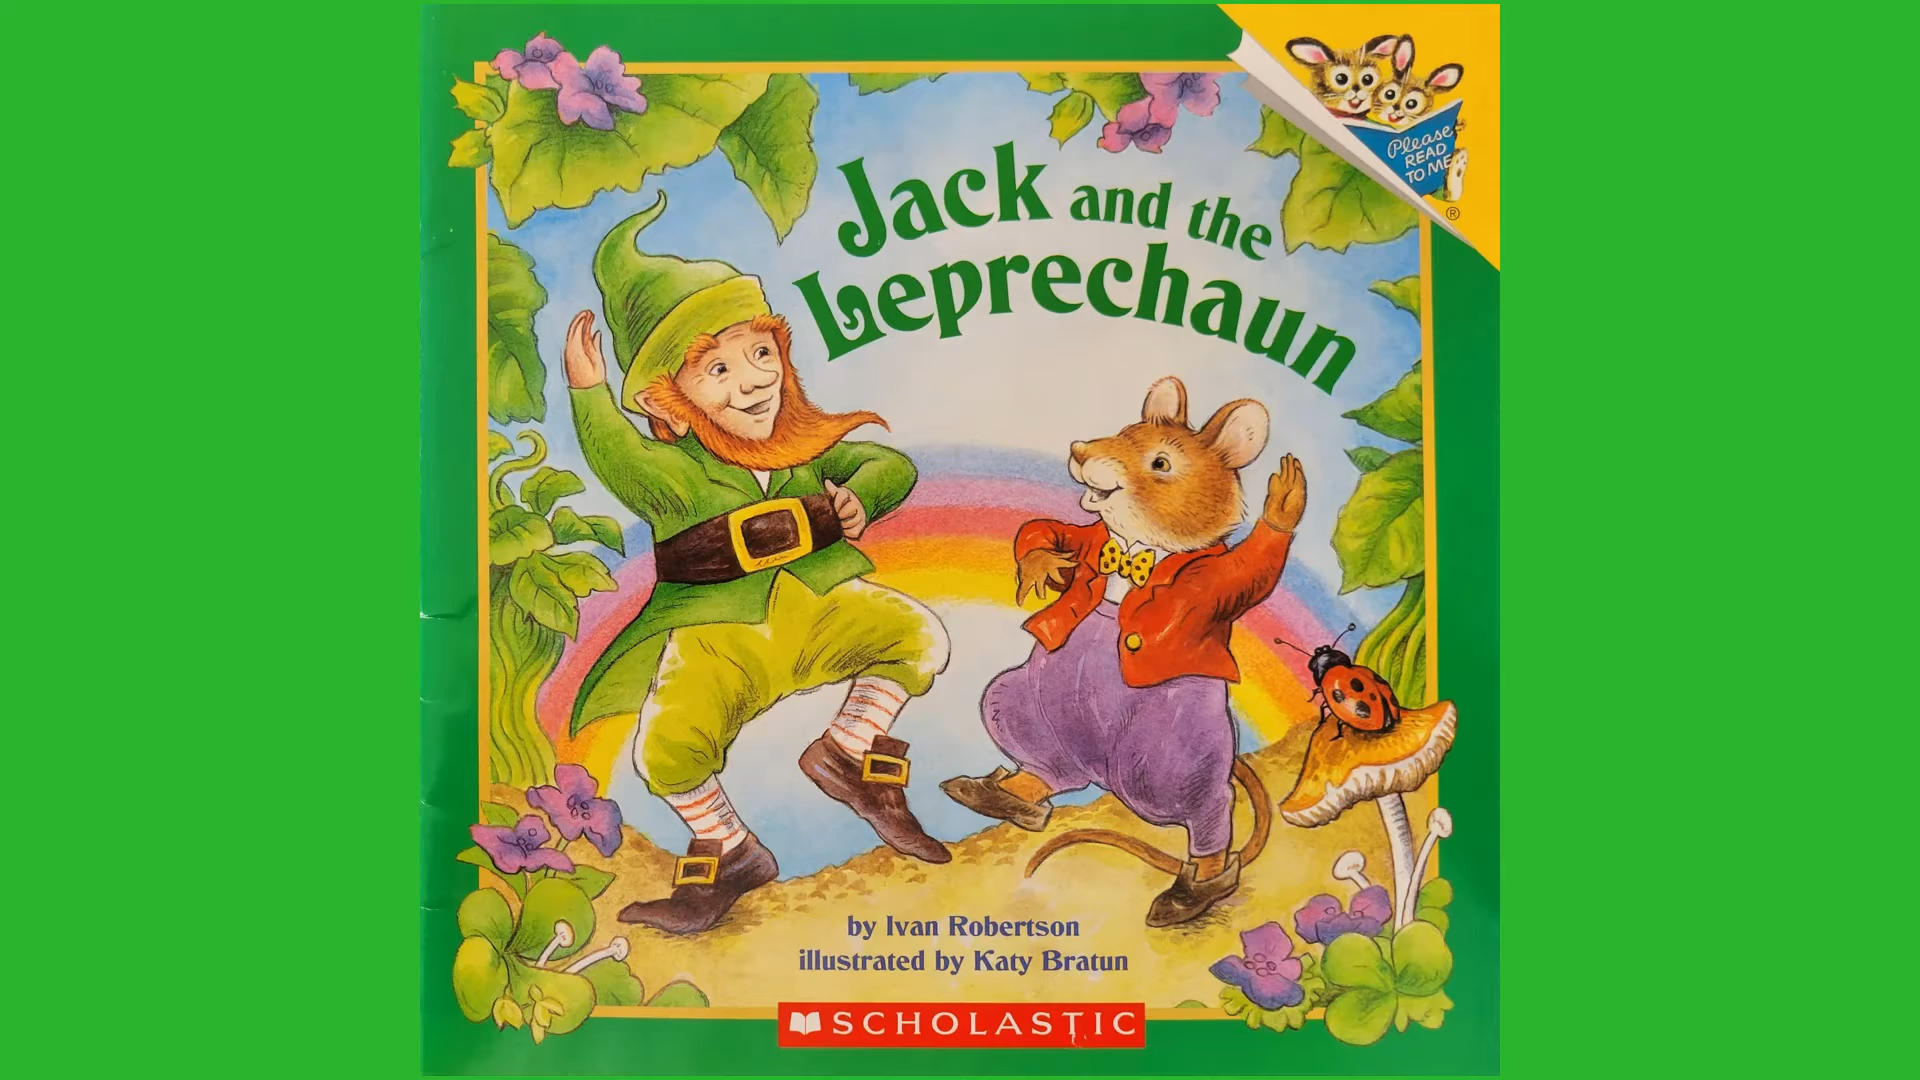 Please
READ
TO ME
®
Jack and the
Leprechaun
by Ivan Robertson
illustrated by Katy Bratun
SCHOLASTIC